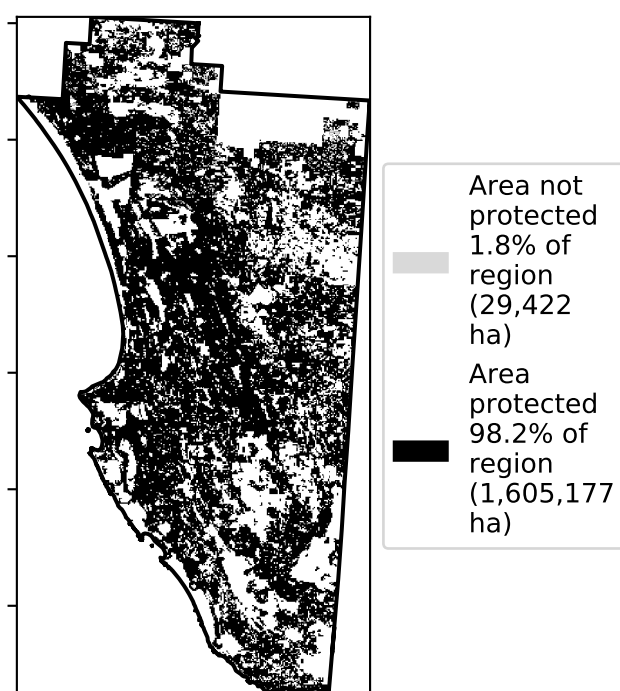 Area not
protected
1.8% of
region
(29,422
ha)
Area
protected
98.2% of
region
(1,605,177
ha)